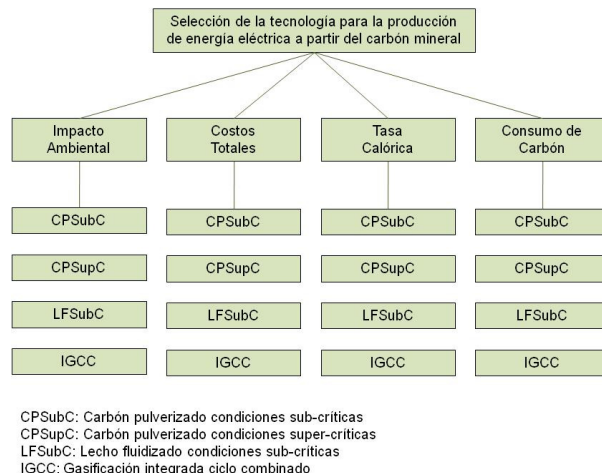 Selección de la tecnología para la producción
de energía eléctrica a partir del carbón mineral
Impacto
Ambiental
Costos
Totales
Tasa
Calórica
Consumo de
Carbón
CPSubC
CPSubC
CPSubC
CPSubC
CPSupC
CPSupC
CPSupC
CPSupC
LFSubC
LFSubC
LFSubC
LFSubC
IGCC
IGCC
IGCC
IGCC
CPSubC: Carbón pulverizado condiciones sub-críticas
CPSupC: Carbón pulverizado condiciones super-críticas
LFSubC: Lecho fluidizado condiciones sub-críticas
IGCC: Gasificación integrada ciclo combinado